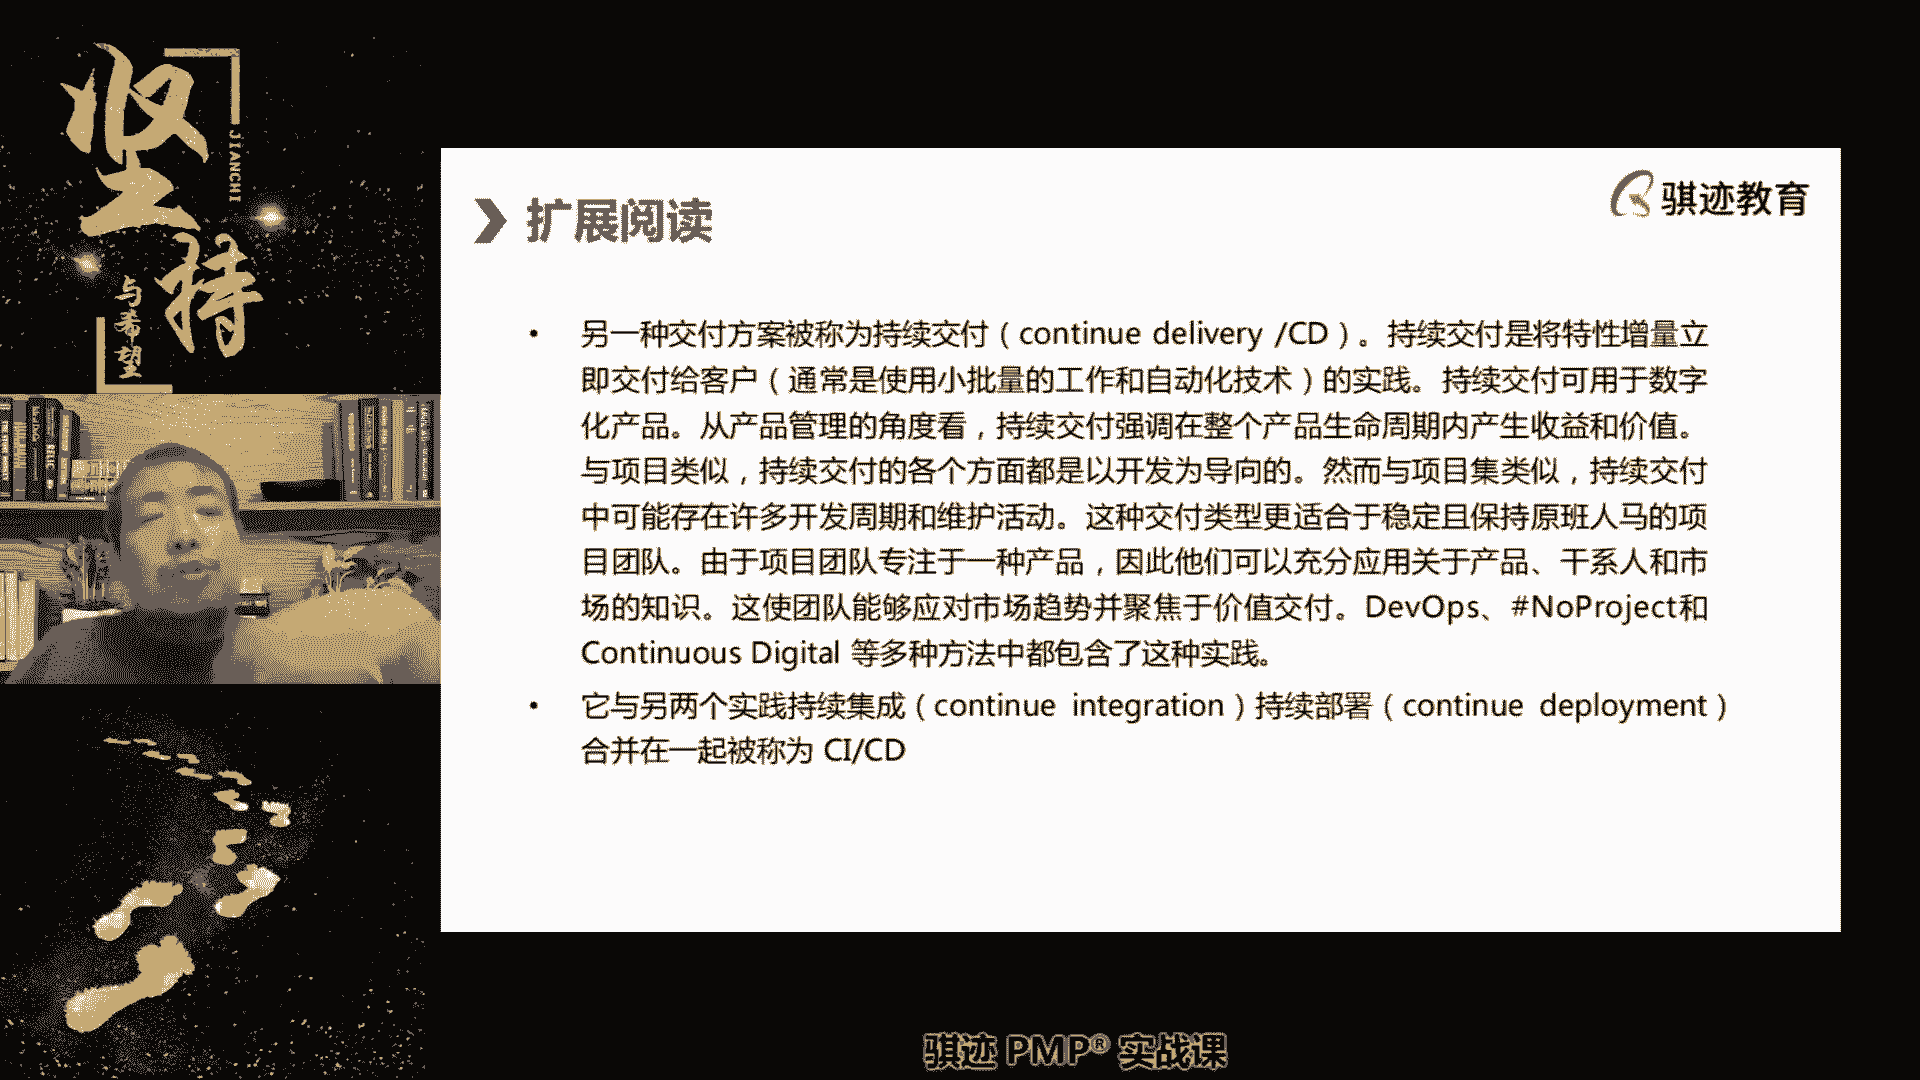 坚持
JIANCHI
与希望
骐迹教育
扩展阅读
• 另一种交付方案被称为持续交付（continue delivery /CD）。持续交付是将特性增量立
即交付给客户（通常是使用小批量的工作和自动化技术）的实践。持续交付可用于数字
化产品。从产品管理的角度看，持续交付强调在整个产品生命周期内产生收益和价值。
与项目类似，持续交付的各个方面都是以开发为导向的。然而与项目集类似，持续交付
中可能存在许多开发周期和维护活动。这种交付类型更适合于稳定且保持原班人马的项
目团队。由于项目团队专注于一种产品，因此他们可以充分应用关于产品、干系人和市
场的知识。这使团队能够应对市场趋势并聚焦于价值交付。DevOps、#NoProject和
Continuous Digital 等多种方法中都包含了这种实践。
• 它与另两个实践持续集成（continue integration）持续部署（continue deployment）
合并在一起被称为 CI/CD
骐迹 PMP® 实战课